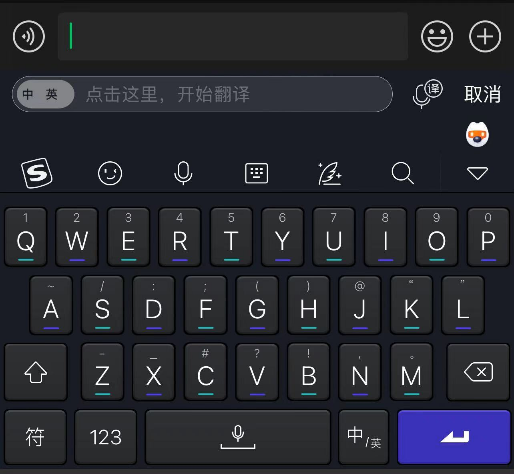 中 英 点击这里，开始翻译 译 取消
S
1 2 3 4 5 6 7 8 9 0
Q W E R T Y U I O P
~ / : ; ( ) @ “ ”
A S D F G H J K L
- _ # ? ! , 。
Z X C V B N M
符 123 中/英